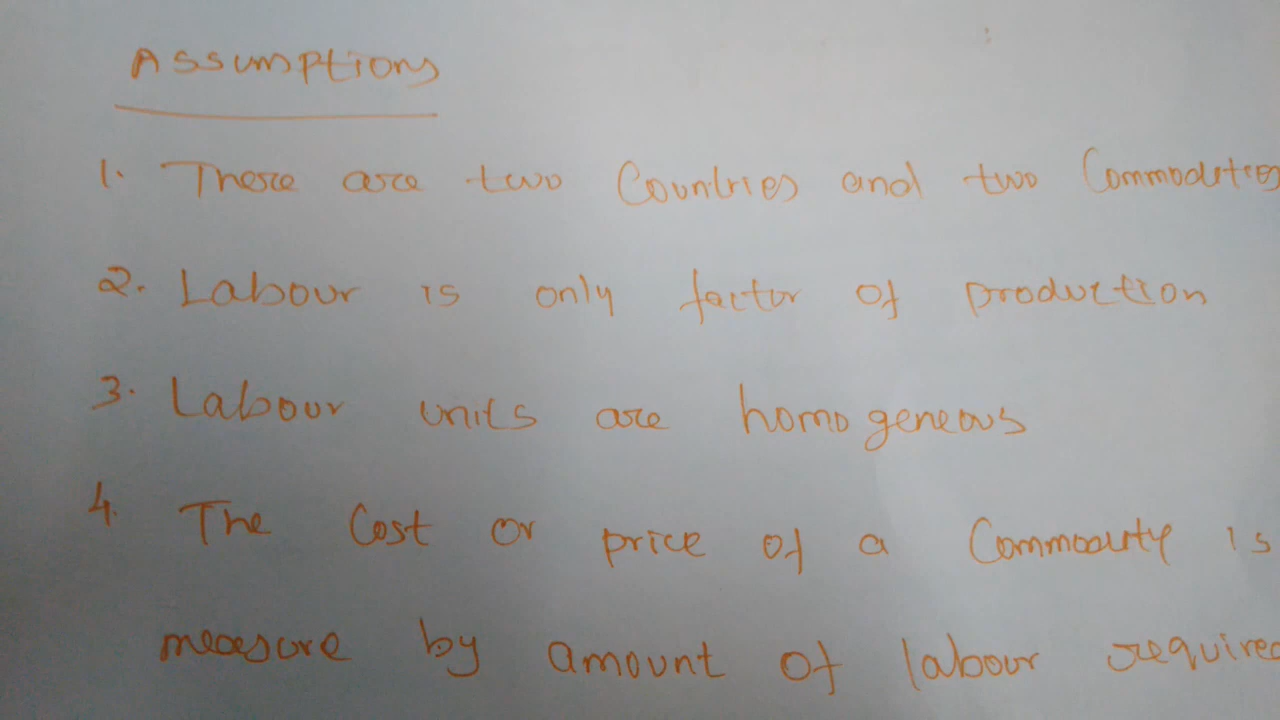 Assumptions
1. There are two Countries and two Commodities
2. Labour is only factor of production
3. Labour units are homogeneous
4. The Cost or price of a Commodity is
measure by amount of labour required